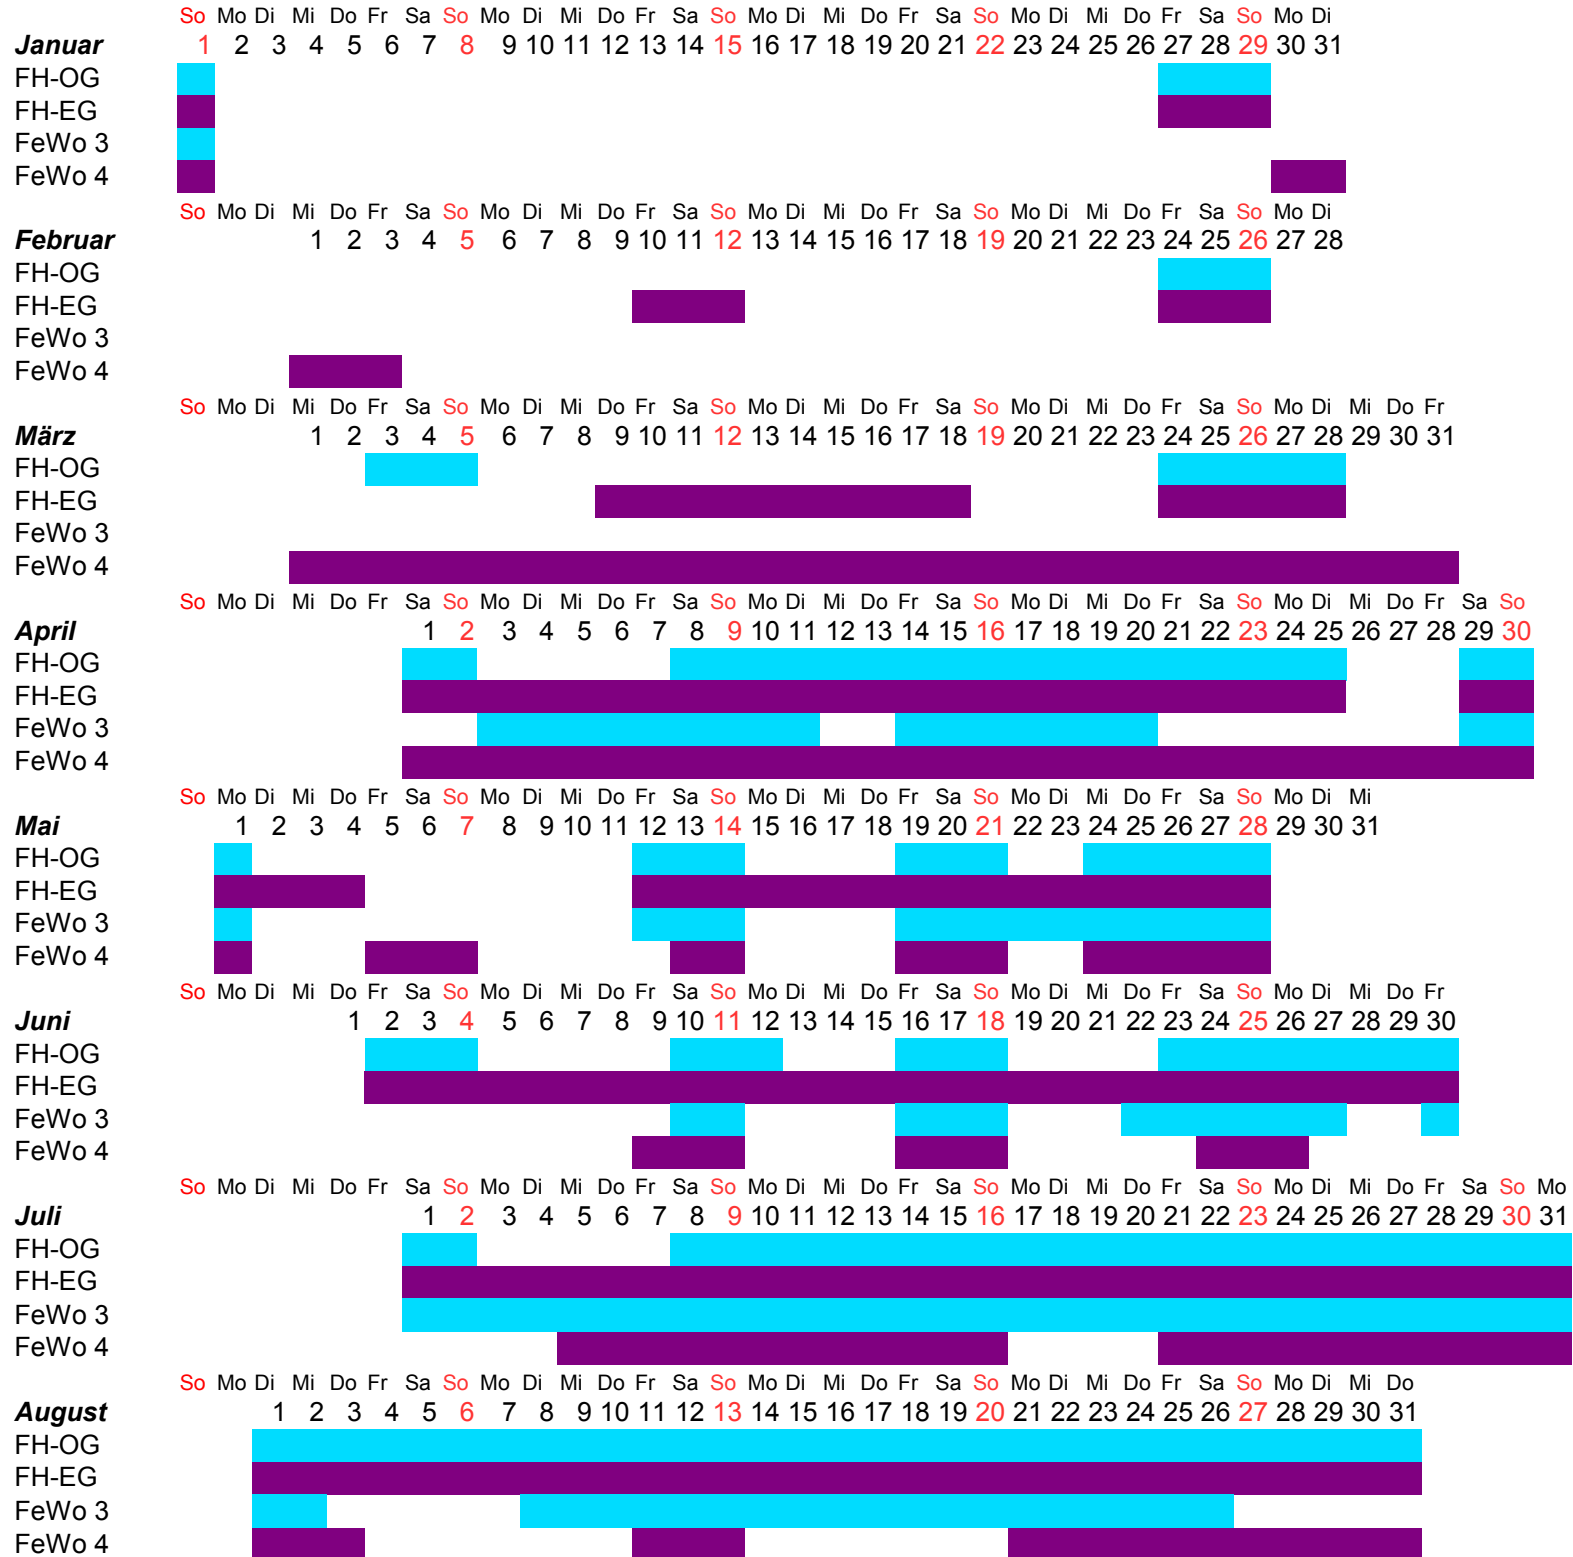 So Mo Di Mi Do Fr Sa So Mo Di Mi Do Fr Sa So Mo Di Mi Do Fr Sa So Mo Di Mi Do Fr Sa So Mo Di
Januar 1 2 3 4 5 6 7 8 9 10 11 12 13 14 15 16 17 18 19 20 21 22 23 24 25 26 27 28 29 30 31
FH-OG
FH-EG
FeWo 3
FeWo 4
So Mo Di Mi Do Fr Sa So Mo Di Mi Do Fr Sa So Mo Di Mi Do Fr Sa So Mo Di Mi Do Fr Sa So Mo Di
Februar 1 2 3 4 5 6 7 8 9 10 11 12 13 14 15 16 17 18 19 20 21 22 23 24 25 26 27 28
FH-OG
FH-EG
FeWo 3
FeWo 4
So Mo Di Mi Do Fr Sa So Mo Di Mi Do Fr Sa So Mo Di Mi Do Fr Sa So Mo Di Mi Do Fr Sa So Mo Di Mi Do Fr
März 1 2 3 4 5 6 7 8 9 10 11 12 13 14 15 16 17 18 19 20 21 22 23 24 25 26 27 28 29 30 31
FH-OG
FH-EG
FeWo 3
FeWo 4
So Mo Di Mi Do Fr Sa So Mo Di Mi Do Fr Sa So Mo Di Mi Do Fr Sa So Mo Di Mi Do Fr Sa So Mo Di Mi Do Fr Sa So
April 1 2 3 4 5 6 7 8 9 10 11 12 13 14 15 16 17 18 19 20 21 22 23 24 25 26 27 28 29 30
FH-OG
FH-EG
FeWo 3
FeWo 4
So Mo Di Mi Do Fr Sa So Mo Di Mi Do Fr Sa So Mo Di Mi Do Fr Sa So Mo Di Mi Do Fr Sa So Mo Di Mi
Mai 1 2 3 4 5 6 7 8 9 10 11 12 13 14 15 16 17 18 19 20 21 22 23 24 25 26 27 28 29 30 31
FH-OG
FH-EG
FeWo 3
FeWo 4
So Mo Di Mi Do Fr Sa So Mo Di Mi Do Fr Sa So Mo Di Mi Do Fr Sa So Mo Di Mi Do Fr Sa So Mo Di Mi Do Fr
Juni 1 2 3 4 5 6 7 8 9 10 11 12 13 14 15 16 17 18 19 20 21 22 23 24 25 26 27 28 29 30
FH-OG
FH-EG
FeWo 3
FeWo 4
So Mo Di Mi Do Fr Sa So Mo Di Mi Do Fr Sa So Mo Di Mi Do Fr Sa So Mo Di Mi Do Fr Sa So Mo Di Mi Do Fr Sa So Mo
Juli 1 2 3 4 5 6 7 8 9 10 11 12 13 14 15 16 17 18 19 20 21 22 23 24 25 26 27 28 29 30 31
FH-OG
FH-EG
FeWo 3
FeWo 4
So Mo Di Mi Do Fr Sa So Mo Di Mi Do Fr Sa So Mo Di Mi Do Fr Sa So Mo Di Mi Do Fr Sa So Mo Di Mi Do
August 1 2 3 4 5 6 7 8 9 10 11 12 13 14 15 16 17 18 19 20 21 22 23 24 25 26 27 28 29 30 31
FH-OG
FH-EG
FeWo 3
FeWo 4